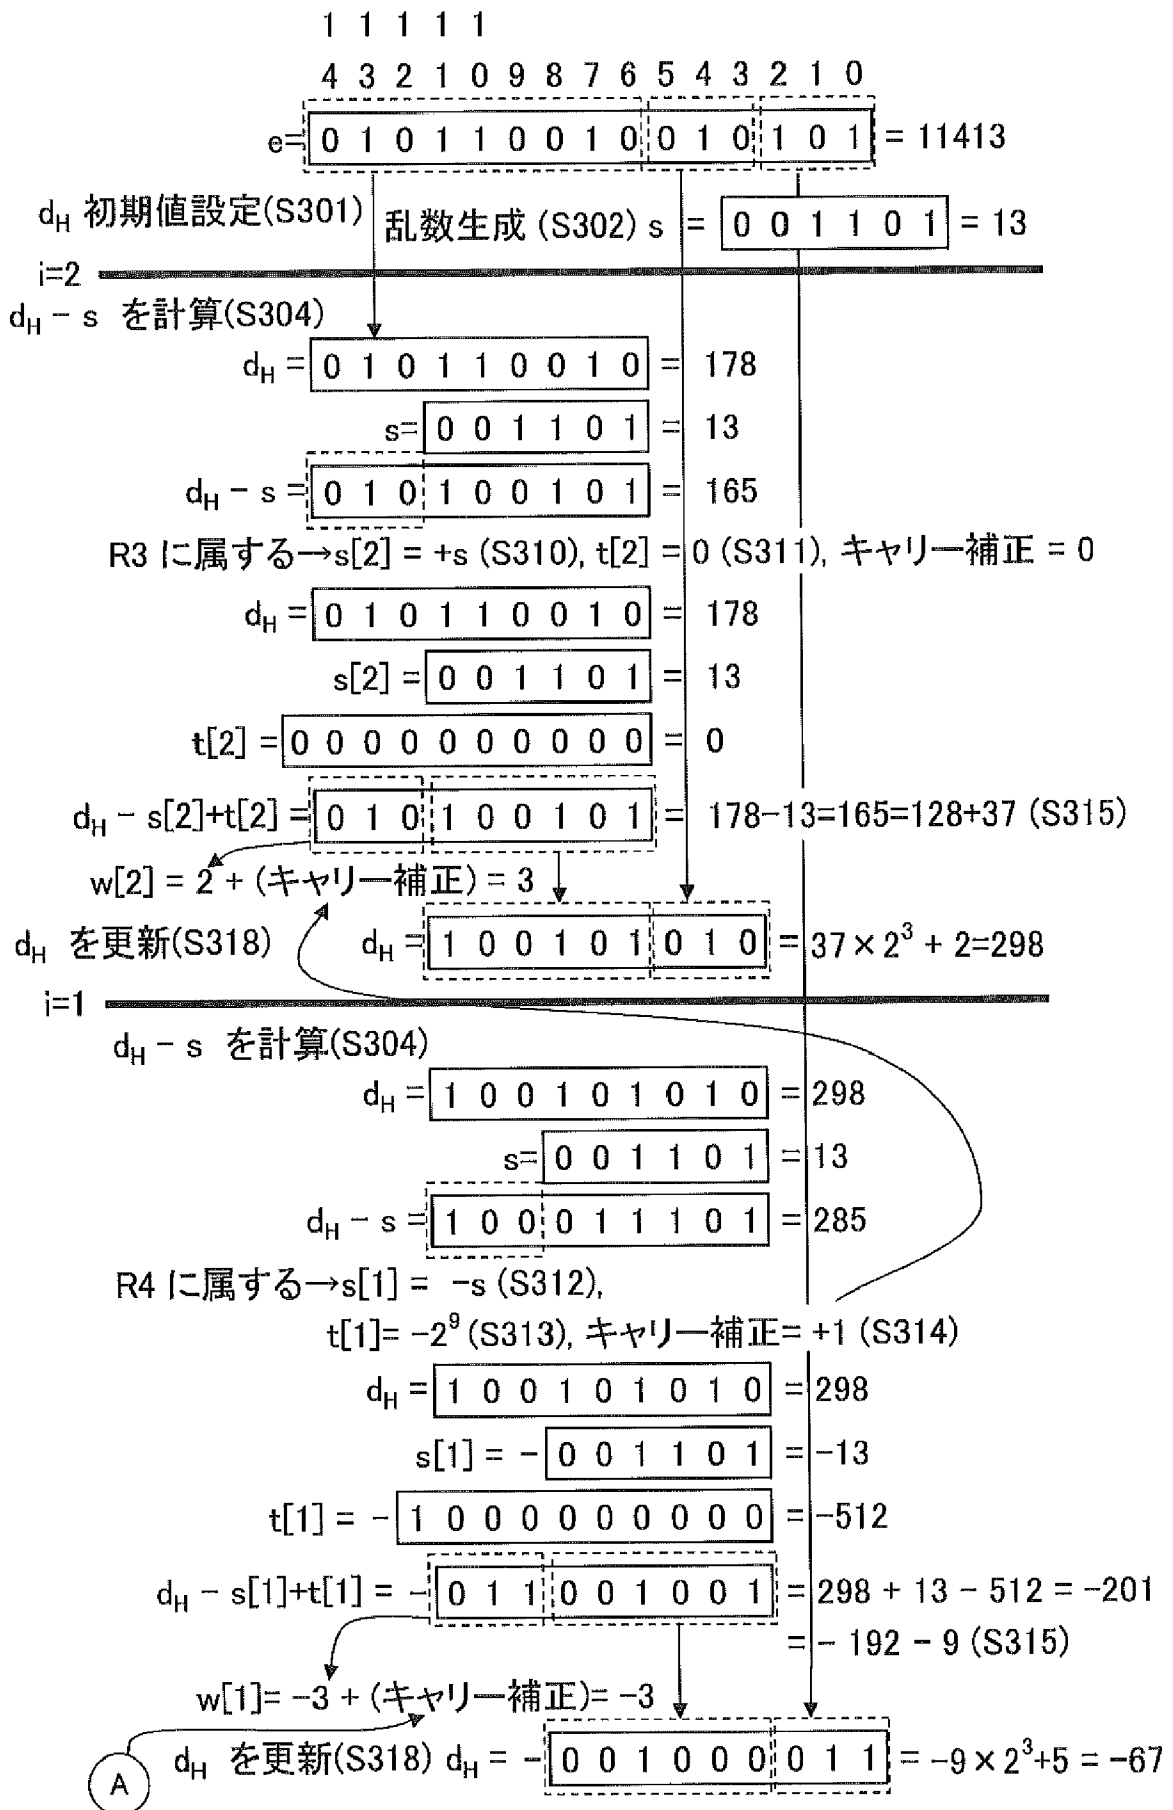 1 1 1 1 1
4 3 2 1 0 9 8 7 6 5 4 3 2 1 0
e= 0 1 0 1 1 0 0 1 0 0 1 0 1 0 1 = 11413
dH 初期値設定(S301) 乱数生成 (S302) s = 0 0 1 1 0 1 = 13
i=2
dH − s を計算(S304)
dH = 0 1 0 1 1 0 0 1 0 = 178
s= 0 0 1 1 0 1 = 13
dH − s = 0 1 0 1 0 0 1 0 1 = 165
R3 に属する→s[2] = +s (S310), t[2] = 0 (S311), キャリー補正 = 0
dH = 0 1 0 1 1 0 0 1 0 = 178
s[2] = 0 0 1 1 0 1 = 13
t[2] = 0 0 0 0 0 0 0 0 0 0 = 0
dH − s[2]+t[2] = 0 1 0 1 0 0 1 0 1 = 178−13=165=128+37 (S315)
w[2] = 2 + (キャリー補正) = 3
dH を更新(S318) dH = 1 0 0 1 0 1 0 1 0 = 37×2³ + 2=298
i=1
dH − s を計算(S304)
dH = 1 0 0 1 0 1 0 1 0 = 298
s= 0 0 1 1 0 1 = 13
dH − s = 1 0 0 0 1 1 1 0 1 = 285
R4 に属する→s[1] = −s (S312),
t[1]= −2⁹ (S313), キャリー補正= +1 (S314)
dH = 1 0 0 1 0 1 0 1 0 = 298
s[1] = − 0 0 1 1 0 1 = −13
t[1] = − 1 0 0 0 0 0 0 0 0 0 = −512
dH − s[1]+t[1] = − 0 1 1 0 0 1 0 0 1 = 298 + 13 − 512 = −201
= − 192 − 9 (S315)
w[1]= −3 + (キャリー補正)= −3
A dH を更新(S318) dH = − 0 0 1 0 0 0 0 1 1 = −9×2³+5 = −67